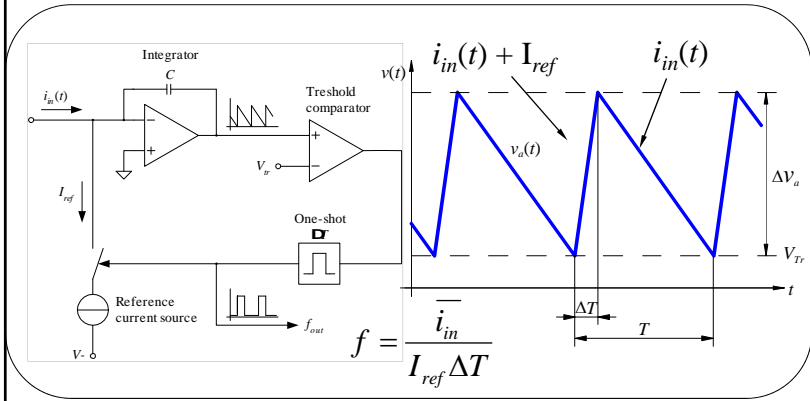 Integrator
C
i_in(t)
Treshold
comparator
V_tr
I_ref
One-shot
Reference
current source
V-
f_out
f = \overline{i_in} / (I_ref ΔT)
i_in(t) + I_ref
i_in(t)
v(t)
v_a(t)
Δv_a
V_Tr
t
ΔT
T